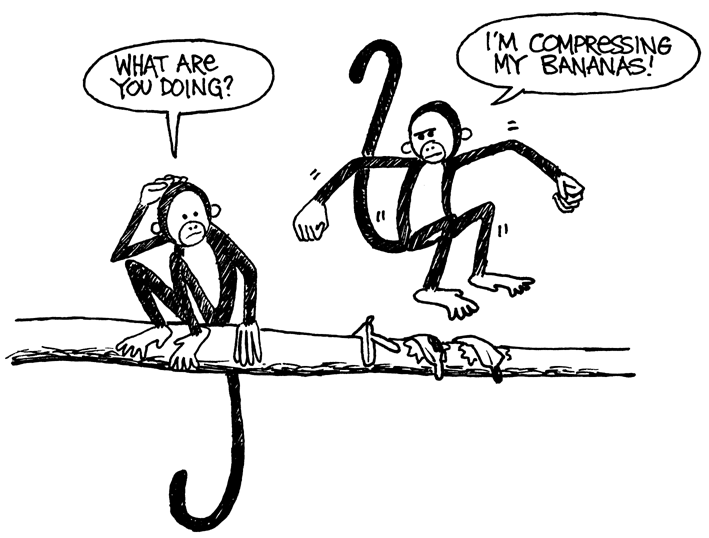 WHAT ARE
YOU DOING?
I'M COMPRESSING
MY BANANAS!